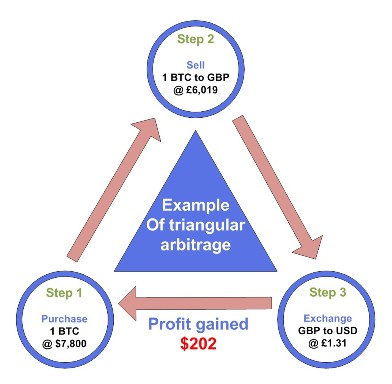 Step 2
Sell
1 BTC to GBP
@ £6,019
Example
Of triangular
arbitrage
Step 1
Purchase
1 BTC
@ $7,800
Step 3
Exchange
GBP to USD
@ £1.31
Profit gained
$202